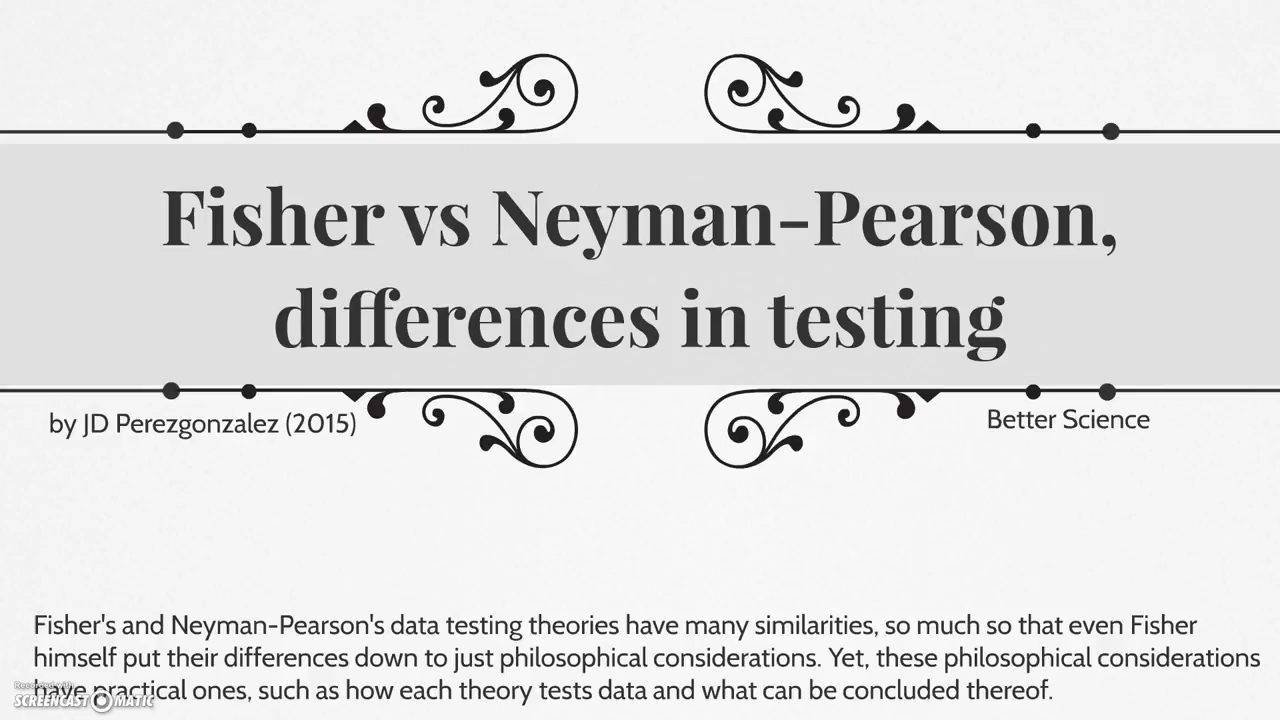 Fisher vs Neyman-Pearson,
differences in testing
by JD Perezgonzalez (2015)
Better Science
Fisher's and Neyman-Pearson's data testing theories have many similarities, so much so that even Fisher
himself put their differences down to just philosophical considerations. Yet, these philosophical considerations
have practical ones, such as how each theory tests data and what can be concluded thereof.
Recorded with
SCREENCAST-O-MATIC